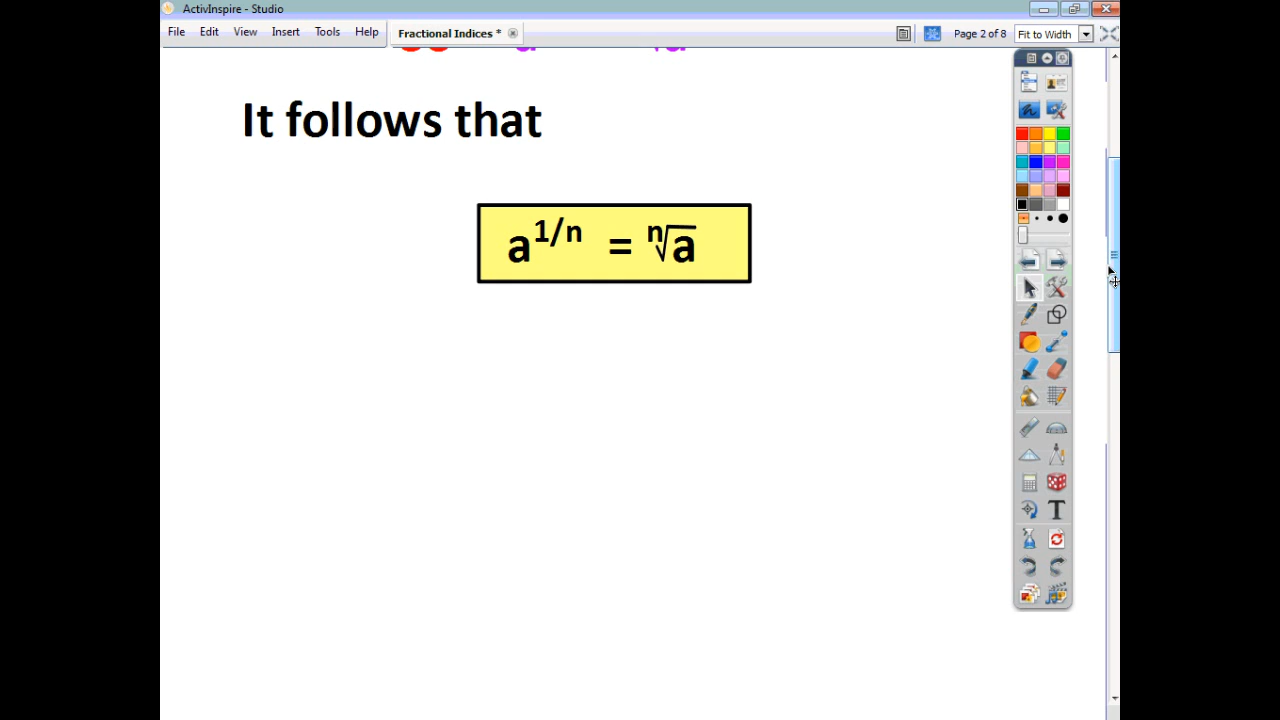 ActivInspire - Studio
File Edit View Insert Tools Help Fractional Indices * Page 2 of 8 Fit to Width
It follows that
a^1/n = ⁿ√a
T